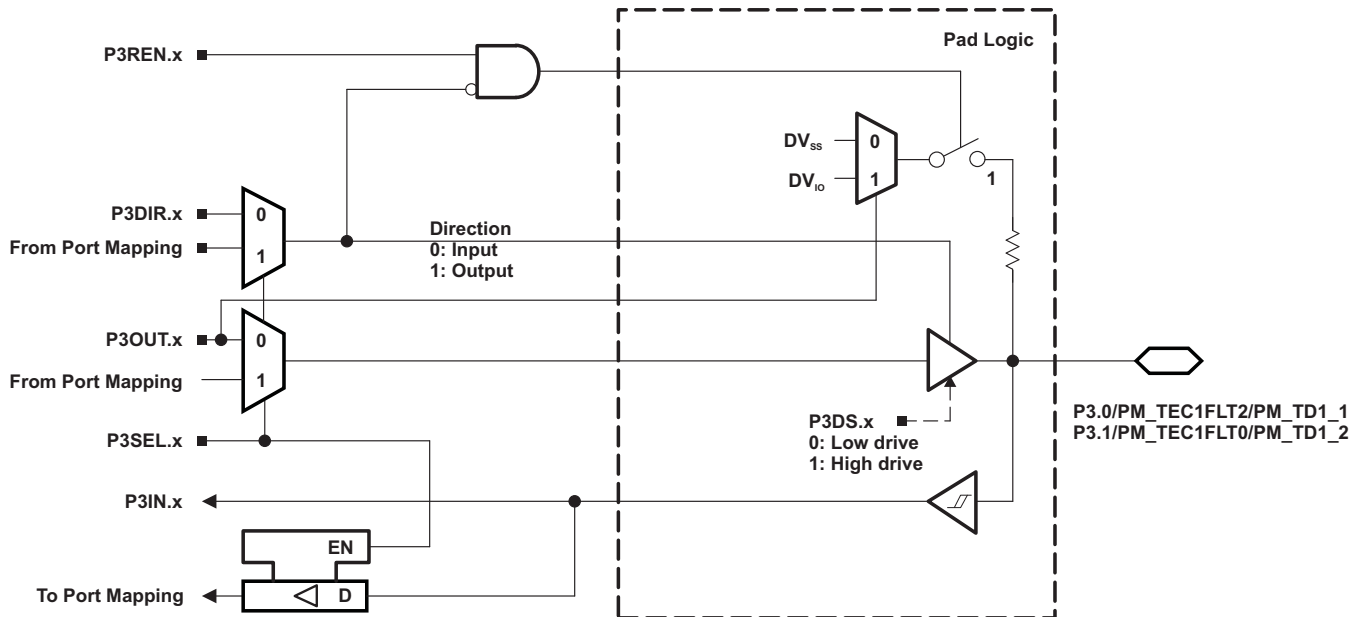 Pad Logic
P3REN.x
DVSS
0
DVIO
1
1
P3DIR.x
0
From Port Mapping
1
Direction
0: Input
1: Output
P3OUT.x
0
From Port Mapping
1
P3DS.x
0: Low drive
1: High drive
P3.0/PM_TEC1FLT2/PM_TD1_1
P3.1/PM_TEC1FLT0/PM_TD1_2
P3SEL.x
P3IN.x
EN
To Port Mapping
D